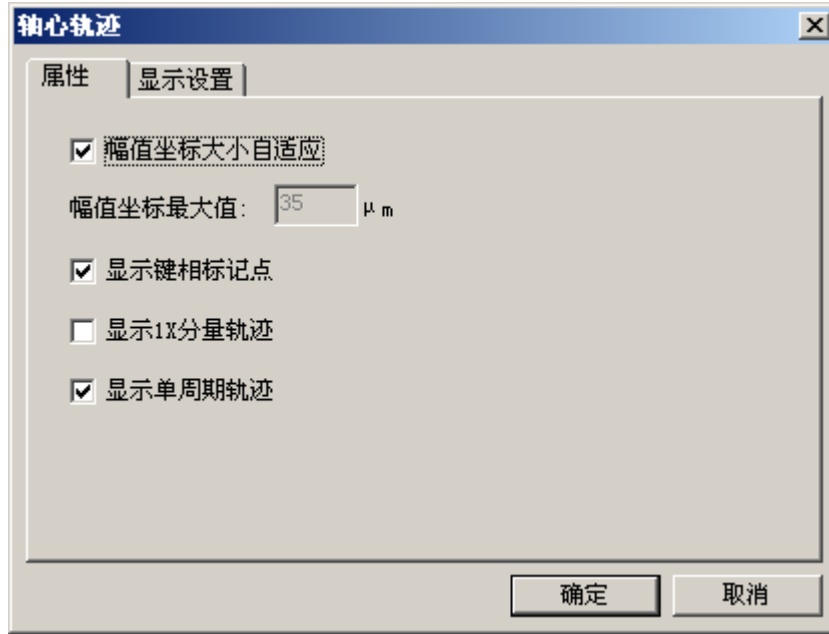 轴心轨迹
属性 显示设置
幅值坐标大小自适应
幅值坐标最大值: 35 μm
显示键相标记点
显示1X分量轨迹
显示单周期轨迹
确定 取消